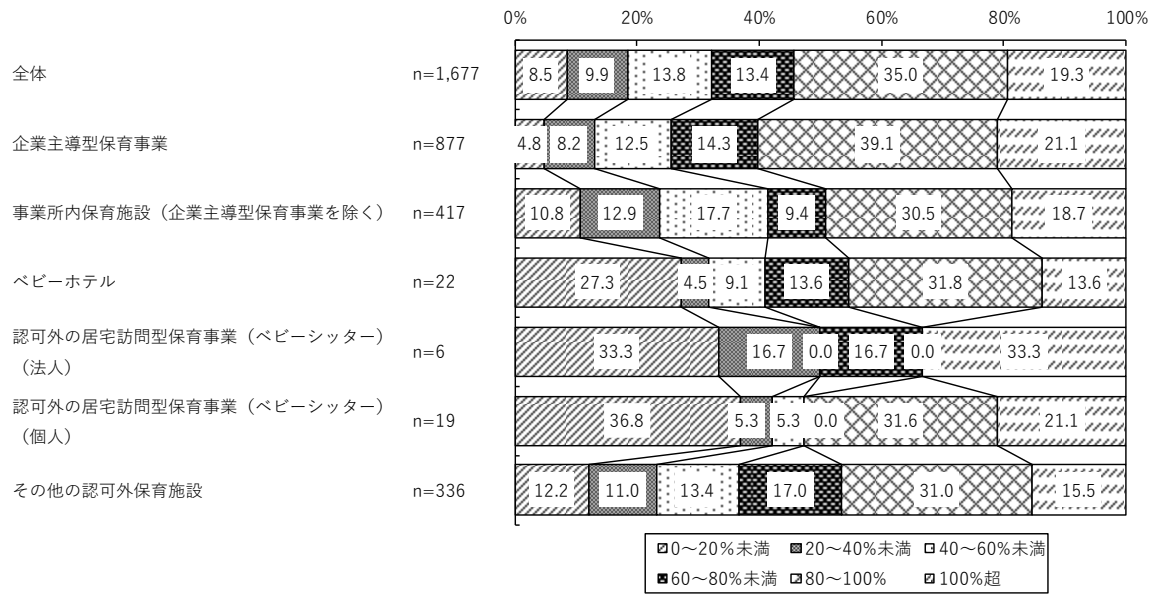 0% 20% 40% 60% 80% 100%
全体 n=1,677 8.5 9.9 13.8 13.4 35.0 19.3
企業主導型保育事業 n=877 4.8 8.2 12.5 14.3 39.1 21.1
事業所内保育施設（企業主導型保育事業を除く） n=417 10.8 12.9 17.7 9.4 30.5 18.7
ベビーホテル n=22 27.3 4.5 9.1 13.6 31.8 13.6
認可外の居宅訪問型保育事業（ベビーシッター）
（法人） n=6 33.3 16.7 0.0 16.7 0.0 33.3
認可外の居宅訪問型保育事業（ベビーシッター）
（個人） n=19 36.8 5.3 5.3 0.0 31.6 21.1
その他の認可外保育施設 n=336 12.2 11.0 13.4 17.0 31.0 15.5
0～20%未満 20～40%未満 40～60%未満
60～80%未満 80～100% 100%超